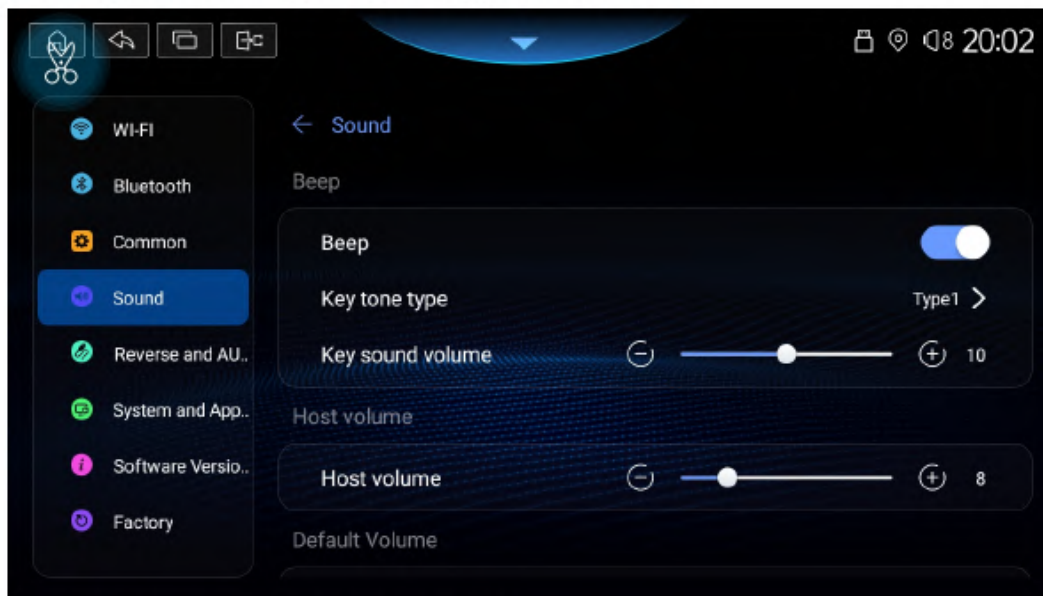 8 20:02
WI-FI
Bluetooth
Common
Sound
Reverse and AU..
System and App..
Software Versio..
Factory
Sound
Beep
Beep
Key tone type
Type1
Key sound volume
10
Host volume
Host volume
8
Default Volume